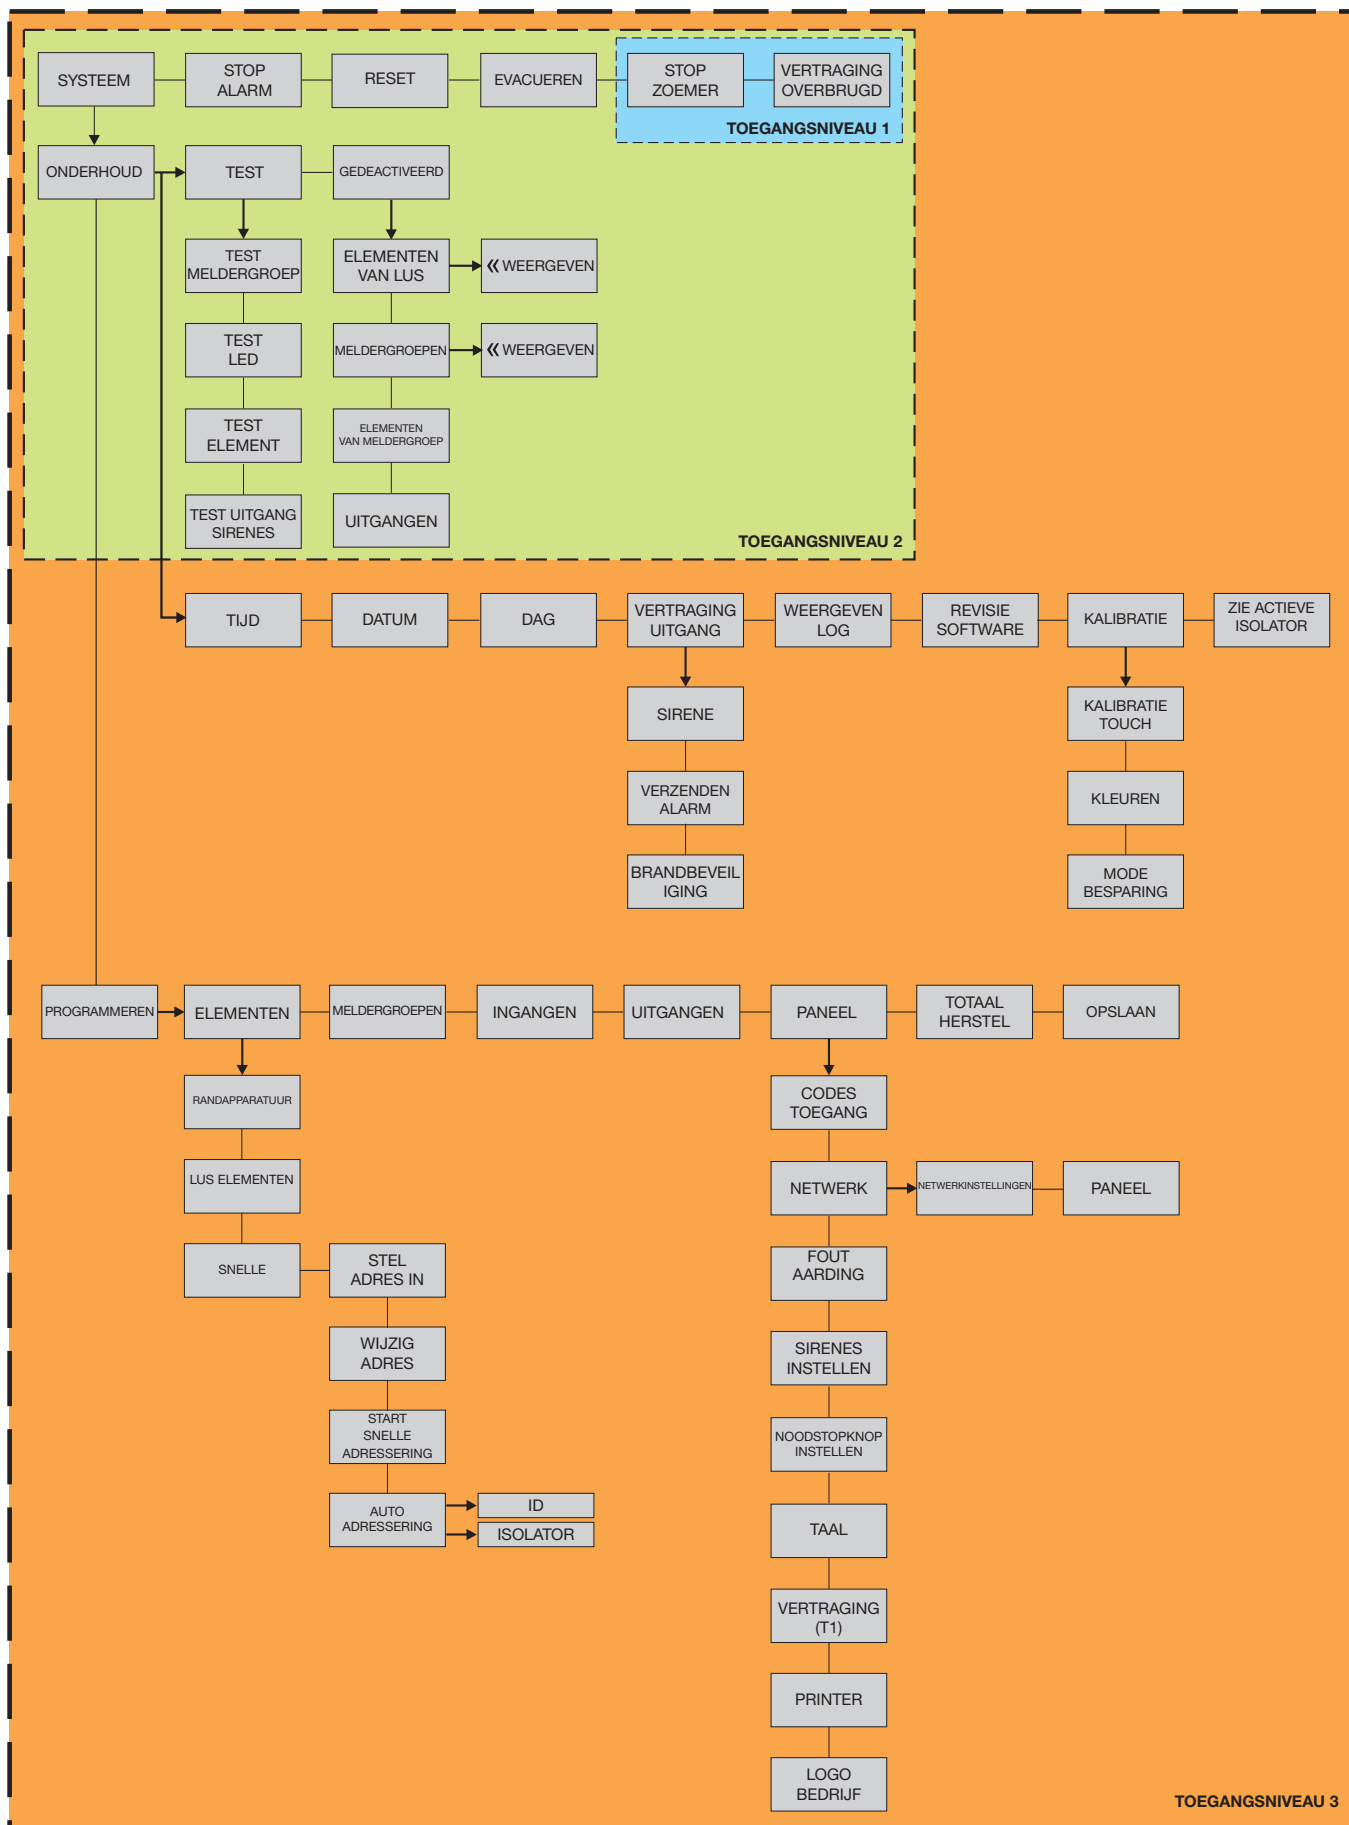 SYSTEEM
STOP
ALARM
RESET
EVACUEREN
STOP
ZOEMER
VERTRAGING
OVERBRUGD
TOEGANGSNIVEAU 1
ONDERHOUD
TEST
GEDEACTIVEERD
TEST
MELDERGROEP
ELEMENTEN
VAN LUS
« WEERGEVEN
TEST
LED
MELDERGROEPEN
« WEERGEVEN
TEST
ELEMENT
ELEMENTEN
VAN MELDERGROEP
TEST UITGANG
SIRENES
UITGANGEN
TOEGANGSNIVEAU 2
TIJD
DATUM
DAG
VERTRAGING
UITGANG
WEERGEVEN
LOG
REVISIE
SOFTWARE
KALIBRATIE
ZIE ACTIEVE
ISOLATOR
SIRENE
KALIBRATIE
TOUCH
VERZENDEN
ALARM
KLEUREN
BRANDBEVEIL
IGING
MODE
BESPARING
PROGRAMMEREN
ELEMENTEN
MELDERGROEPEN
INGANGEN
UITGANGEN
PANEEL
TOTAAL
HERSTEL
OPSLAAN
RANDAPPARATUUR
CODES
TOEGANG
LUS ELEMENTEN
NETWERK
NETWERKINSTELLINGEN
PANEEL
SNELLE
STEL
ADRES IN
FOUT
AARDING
WIJZIG
ADRES
SIRENES
INSTELLEN
START
SNELLE
ADRESSERING
NOODSTOPKNOP
INSTELLEN
AUTO
ADRESSERING
ID
ISOLATOR
TAAL
VERTRAGING
(T1)
PRINTER
LOGO
BEDRIJF
TOEGANGSNIVEAU 3